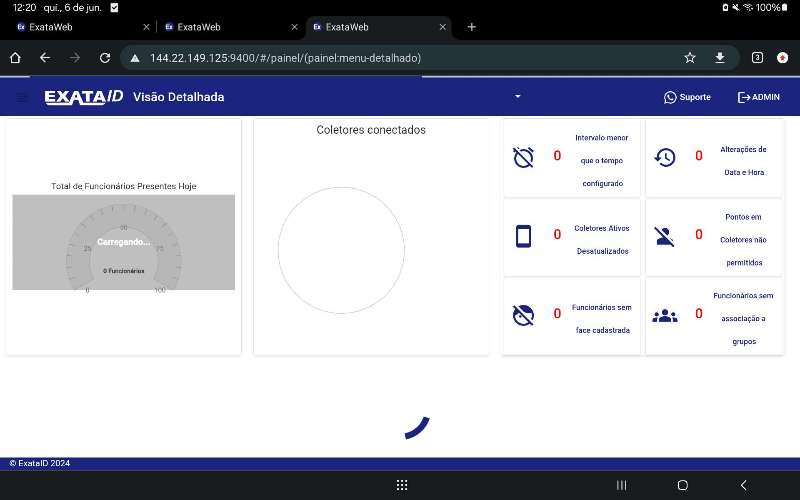 12:20 qui., 6 de jun. 100%
ExataWeb
ExataWeb
ExataWeb
144.22.149.125:9400/#/painel/(painel:menu-detalhado)
3
EXATA ID Visão Detalhada
Suporte
ADMIN
Total de Funcionários Presentes Hoje
50
Carregando...
25
75
0 Funcionários
0
100
Coletores conectados
0
Intervelo menor
que o tempo
configurado
0
Alterações de
Data e Hora
0
Coletores Ativos
Desatualizados
0
Pontos em
Coletores não
permitidos
0
Funcionários sem
face cadastrada
0
Funcionários sem
associação a
grupos
© ExataID 2024